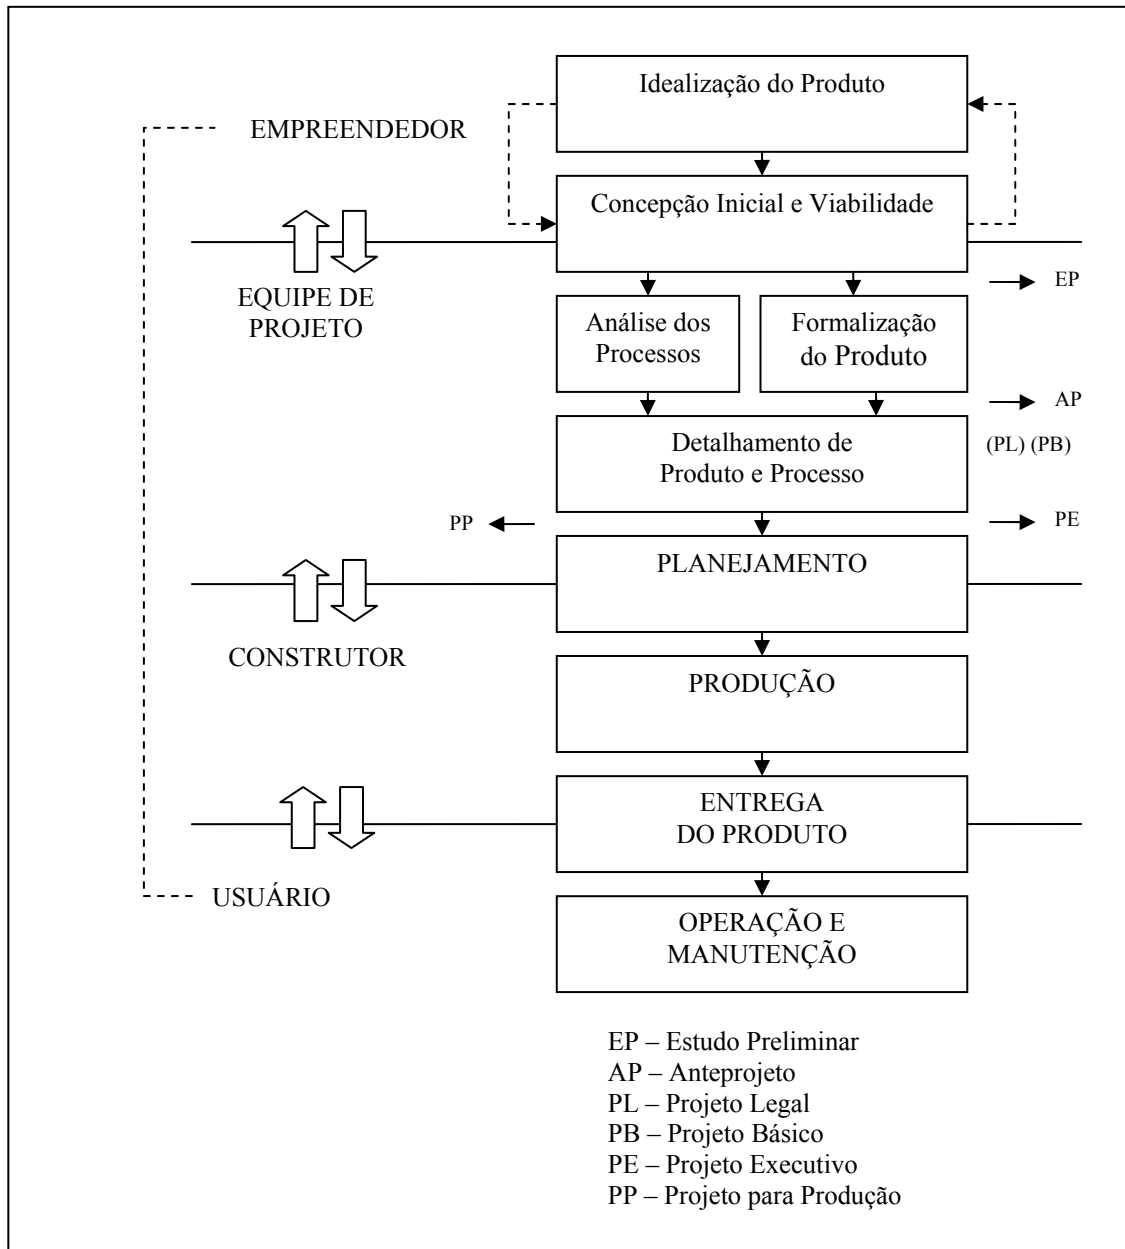 Idealização do Produto
EMPREENDEDOR
Concepção Inicial e Viabilidade
EP
EQUIPE DE
PROJETO
Análise dos
Processos
Formalização
do Produto
AP
Detalhamento de
Produto e Processo
(PL) (PB)
PP
PE
PLANEJAMENTO
CONSTRUTOR
PRODUÇÃO
ENTREGA
DO PRODUTO
USUÁRIO
OPERAÇÃO E
MANUTENÇÃO
EP – Estudo Preliminar
AP – Anteprojeto
PL – Projeto Legal
PB – Projeto Básico
PE – Projeto Executivo
PP – Projeto para Produção